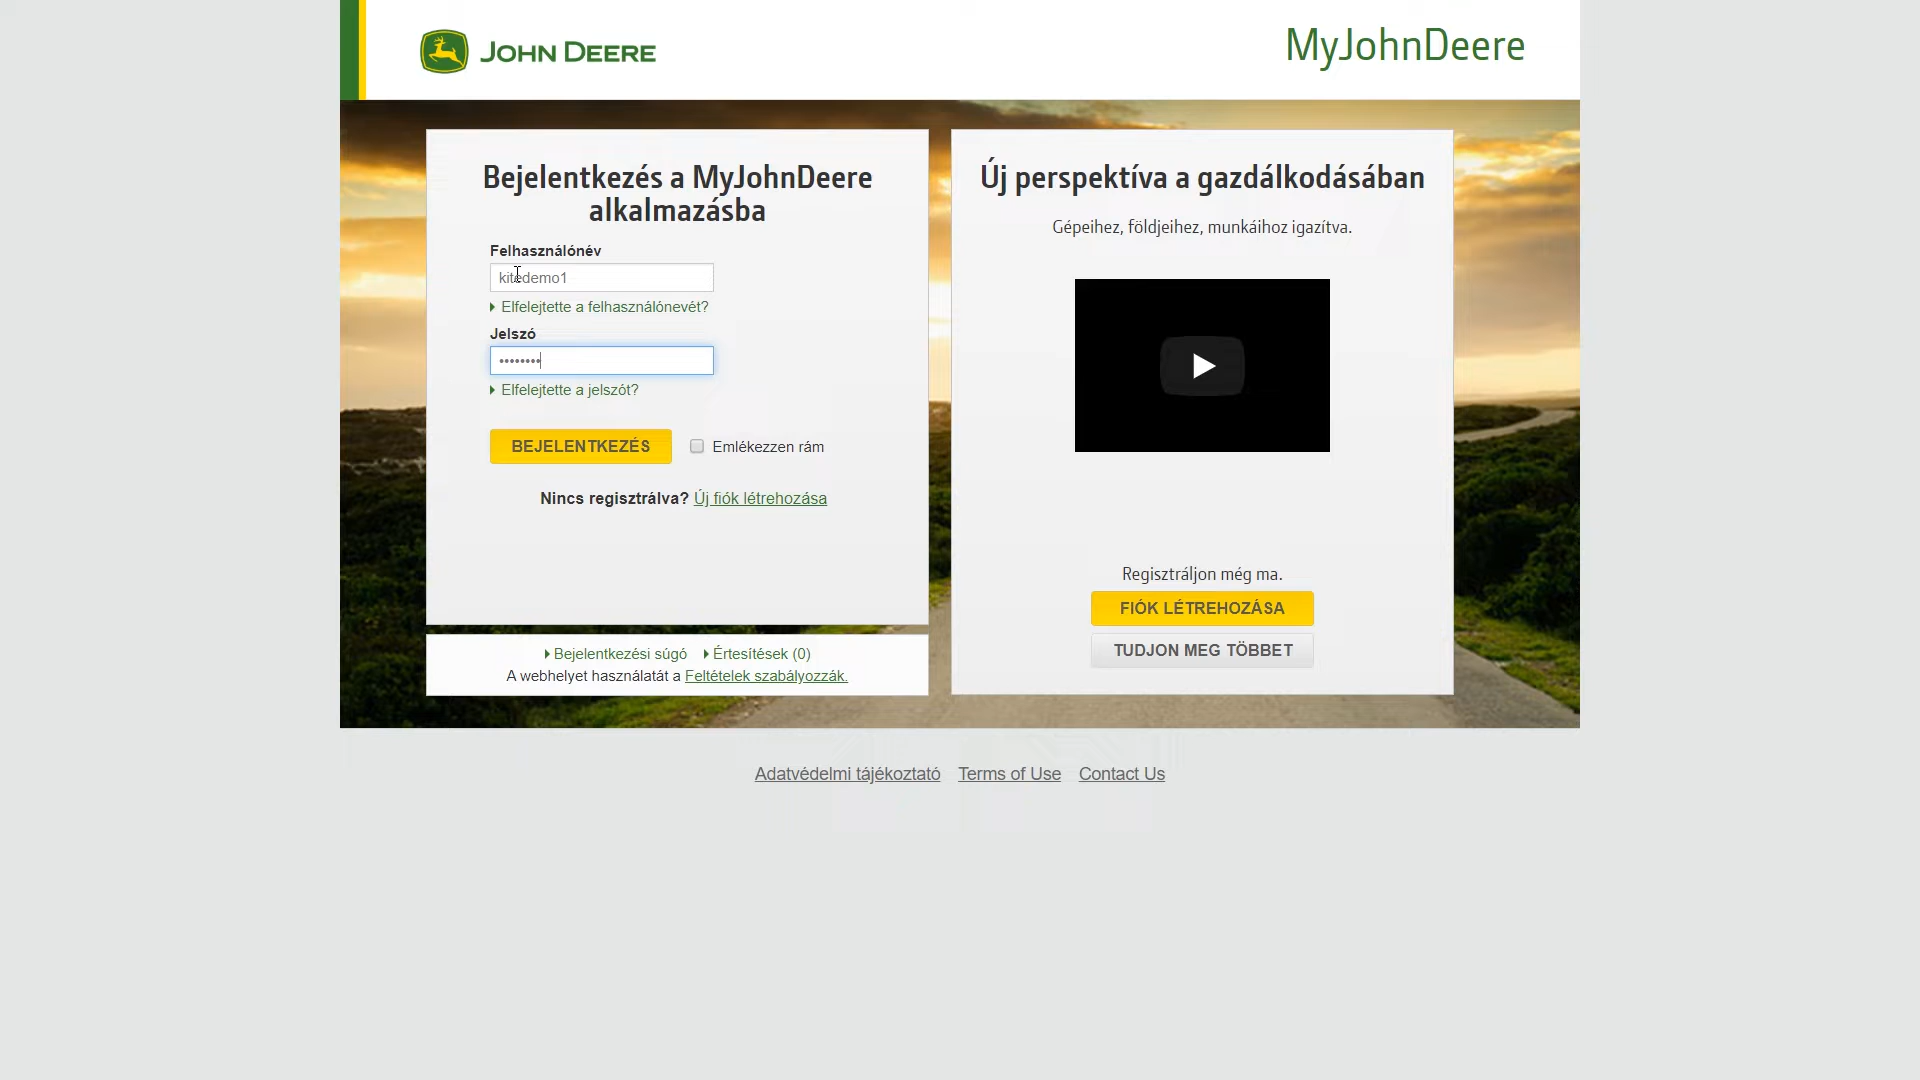 JOHN DEERE
MyJohnDeere
Bejelentkezés a MyJohnDeere
alkalmazásba
Felhasználónév
kitedemo1
Elfelejtette a felhasználónevét?
Jelszó
••••••••
Elfelejtette a jelszót?
BEJELENTKEZÉS
Emlékezzen rám
Nincs regisztrálva? Új fiók létrehozása
Bejelentkezési súgó Értesítések (0)
A webhelyet használatát a Feltételek szabályozzák.
Új perspektíva a gazdálkodásában
Gépeihez, földjeihez, munkáihoz igazítva.
Regisztráljon még ma.
FIÓK LÉTREHOZÁSA
TUDJON MEG TÖBBET
Adatvédelmi tájékoztató Terms of Use Contact Us